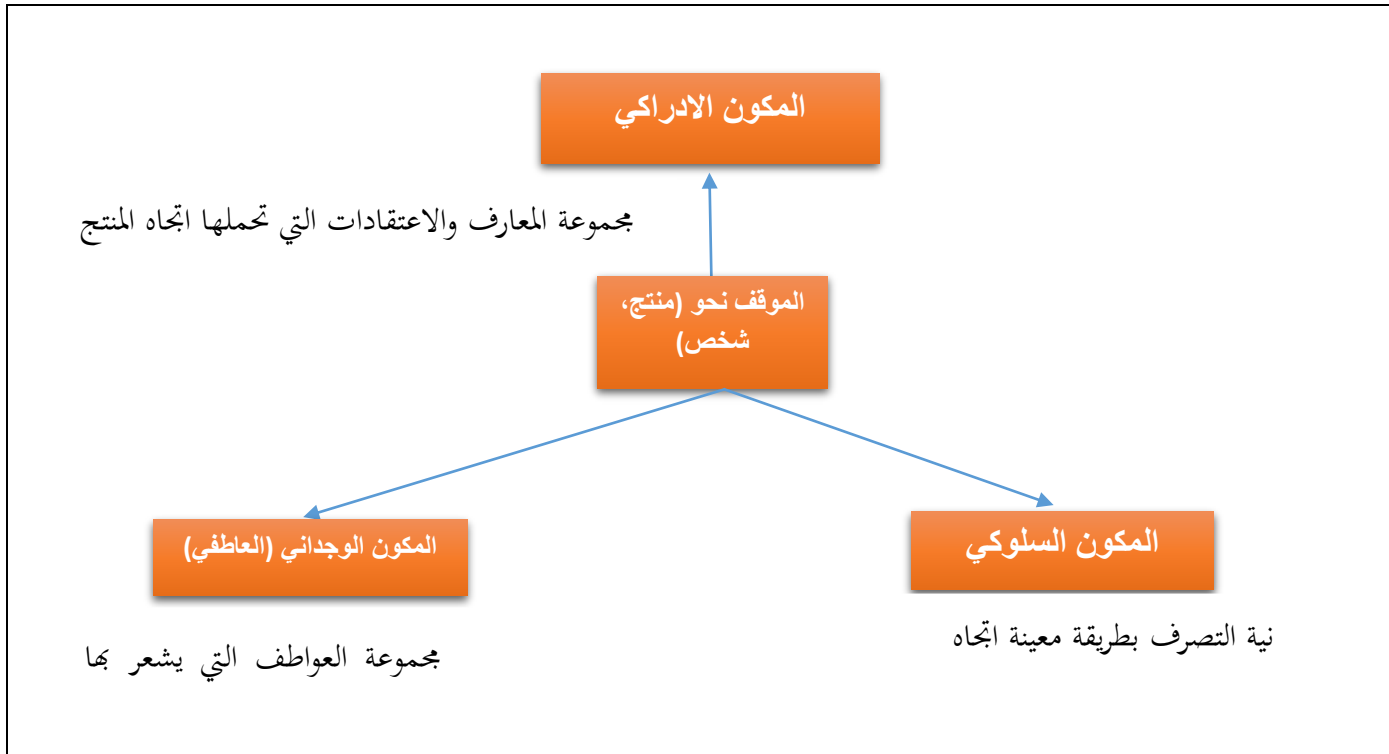 المكون الادراكي
مجموعة المعارف والاعتقادات التي تحملها اتجاه المنتج
الموقف نحو (منتج،
شخص)
المكون السلوكي
المكون الوجداني (العاطفي)
نية التصرف بطريقة معينة اتجاه
مجموعة العواطف التي يشعر بها